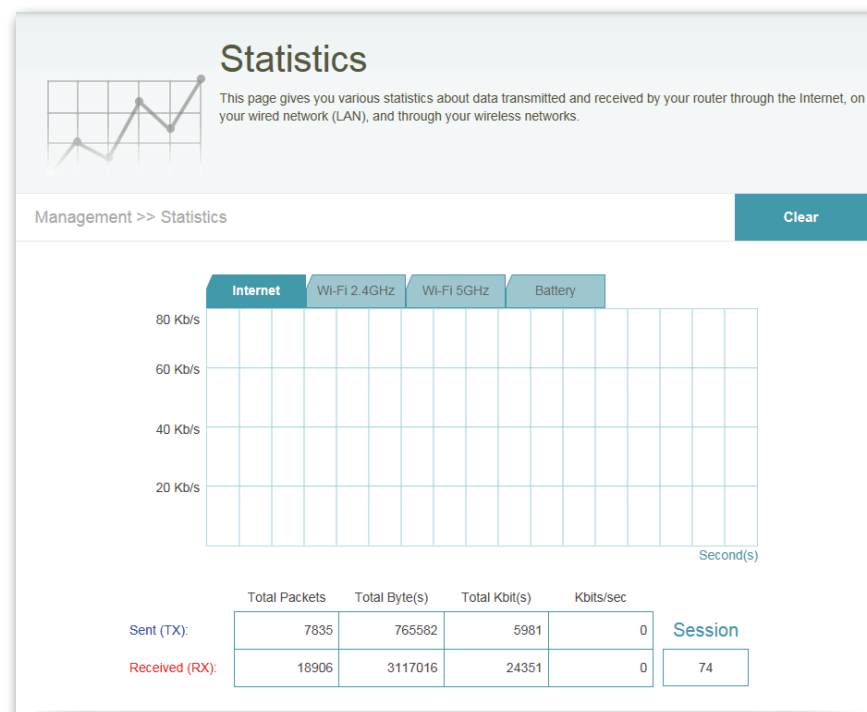 Statistics
This page gives you various statistics about data transmitted and received by your router through the Internet, on
your wired network (LAN), and through your wireless networks.
Management >> Statistics
Clear
Internet Wi-Fi 2.4GHz Wi-Fi 5GHz Battery
80 Kb/s
60 Kb/s
40 Kb/s
20 Kb/s
Second(s)
Total Packets Total Byte(s) Total Kbit(s) Kbits/sec
Sent (TX): 7835 765582 5981 0 Session
Received (RX): 18906 3117016 24351 0 74